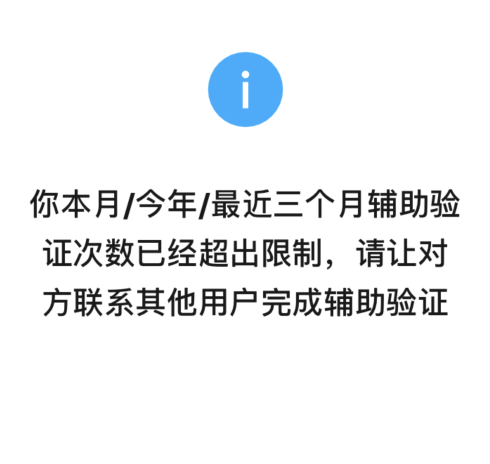 你本月/今年/最近三个月辅助验
证次数已经超出限制，请让对
方联系其他用户完成辅助验证